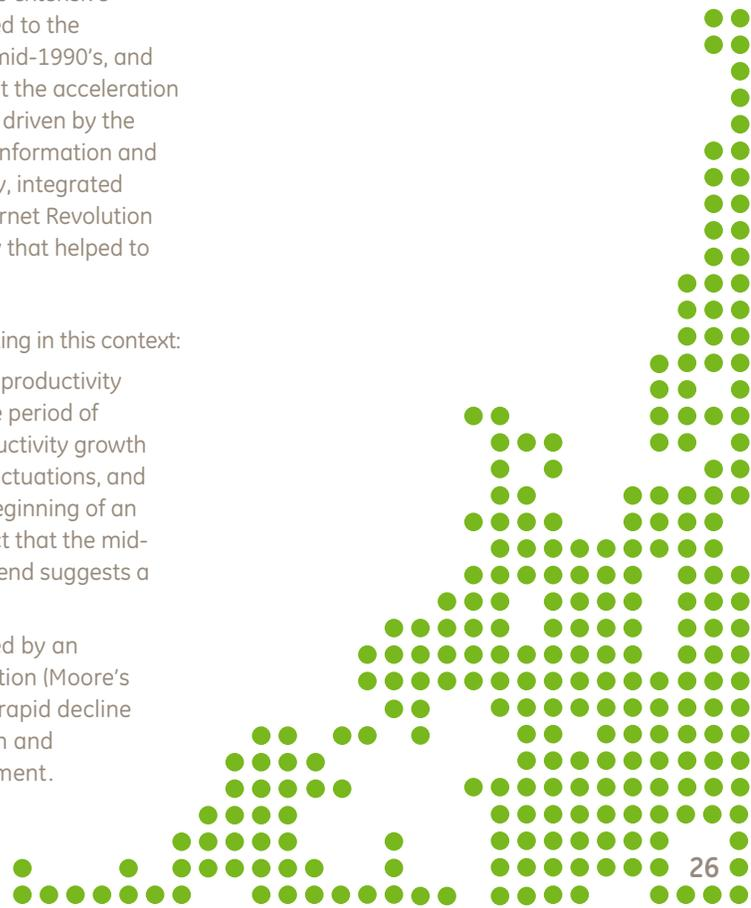 ed to the
mid-1990's, and
t the acceleration
driven by the
nformation and
y, integrated
rnet Revolution
that helped to
ing in this context:
productivity
e period of
uctivity growth
ctuations, and
eginning of an
ct that the mid-
end suggests a
ed by an
tion (Moore's
rapid decline
n and
ment.
26